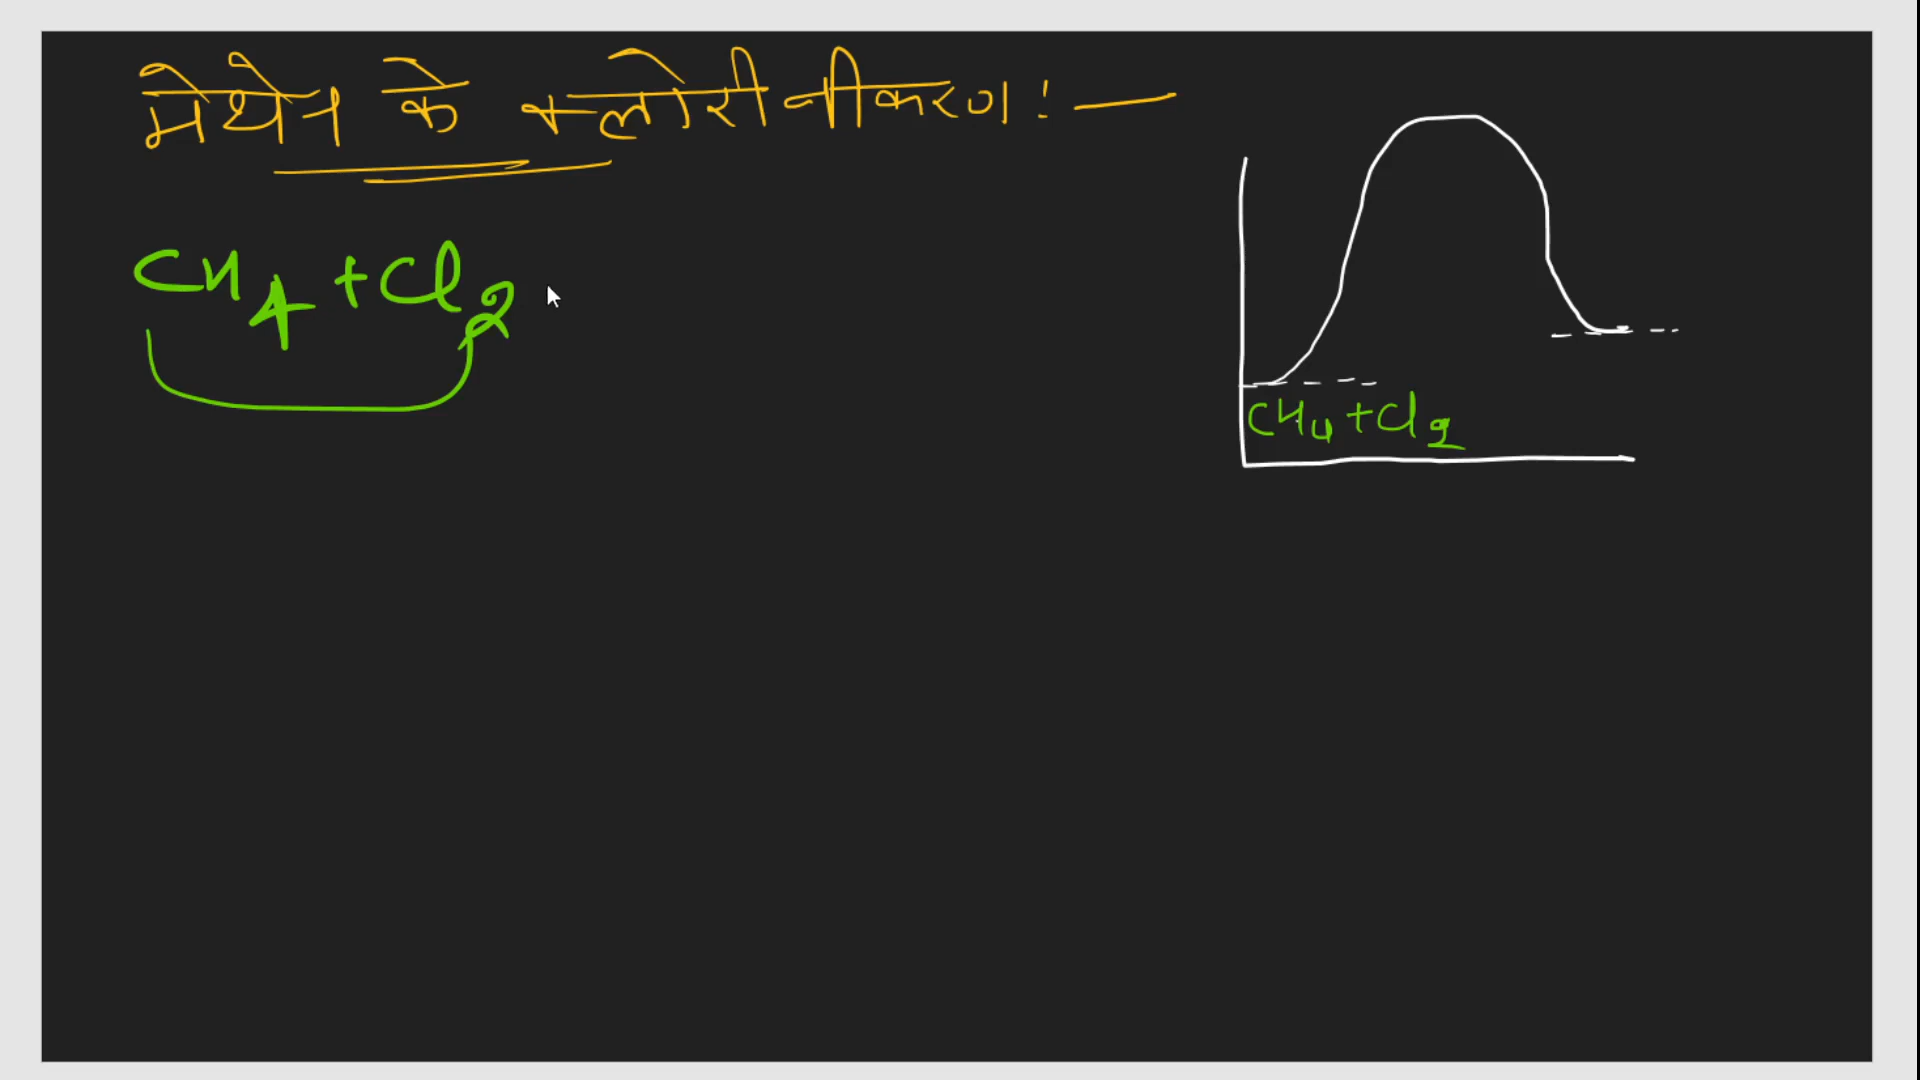 मेथेन के क्लोरीनीकरण :—
CH₄ + Cl₂
CH₄ + Cl₂